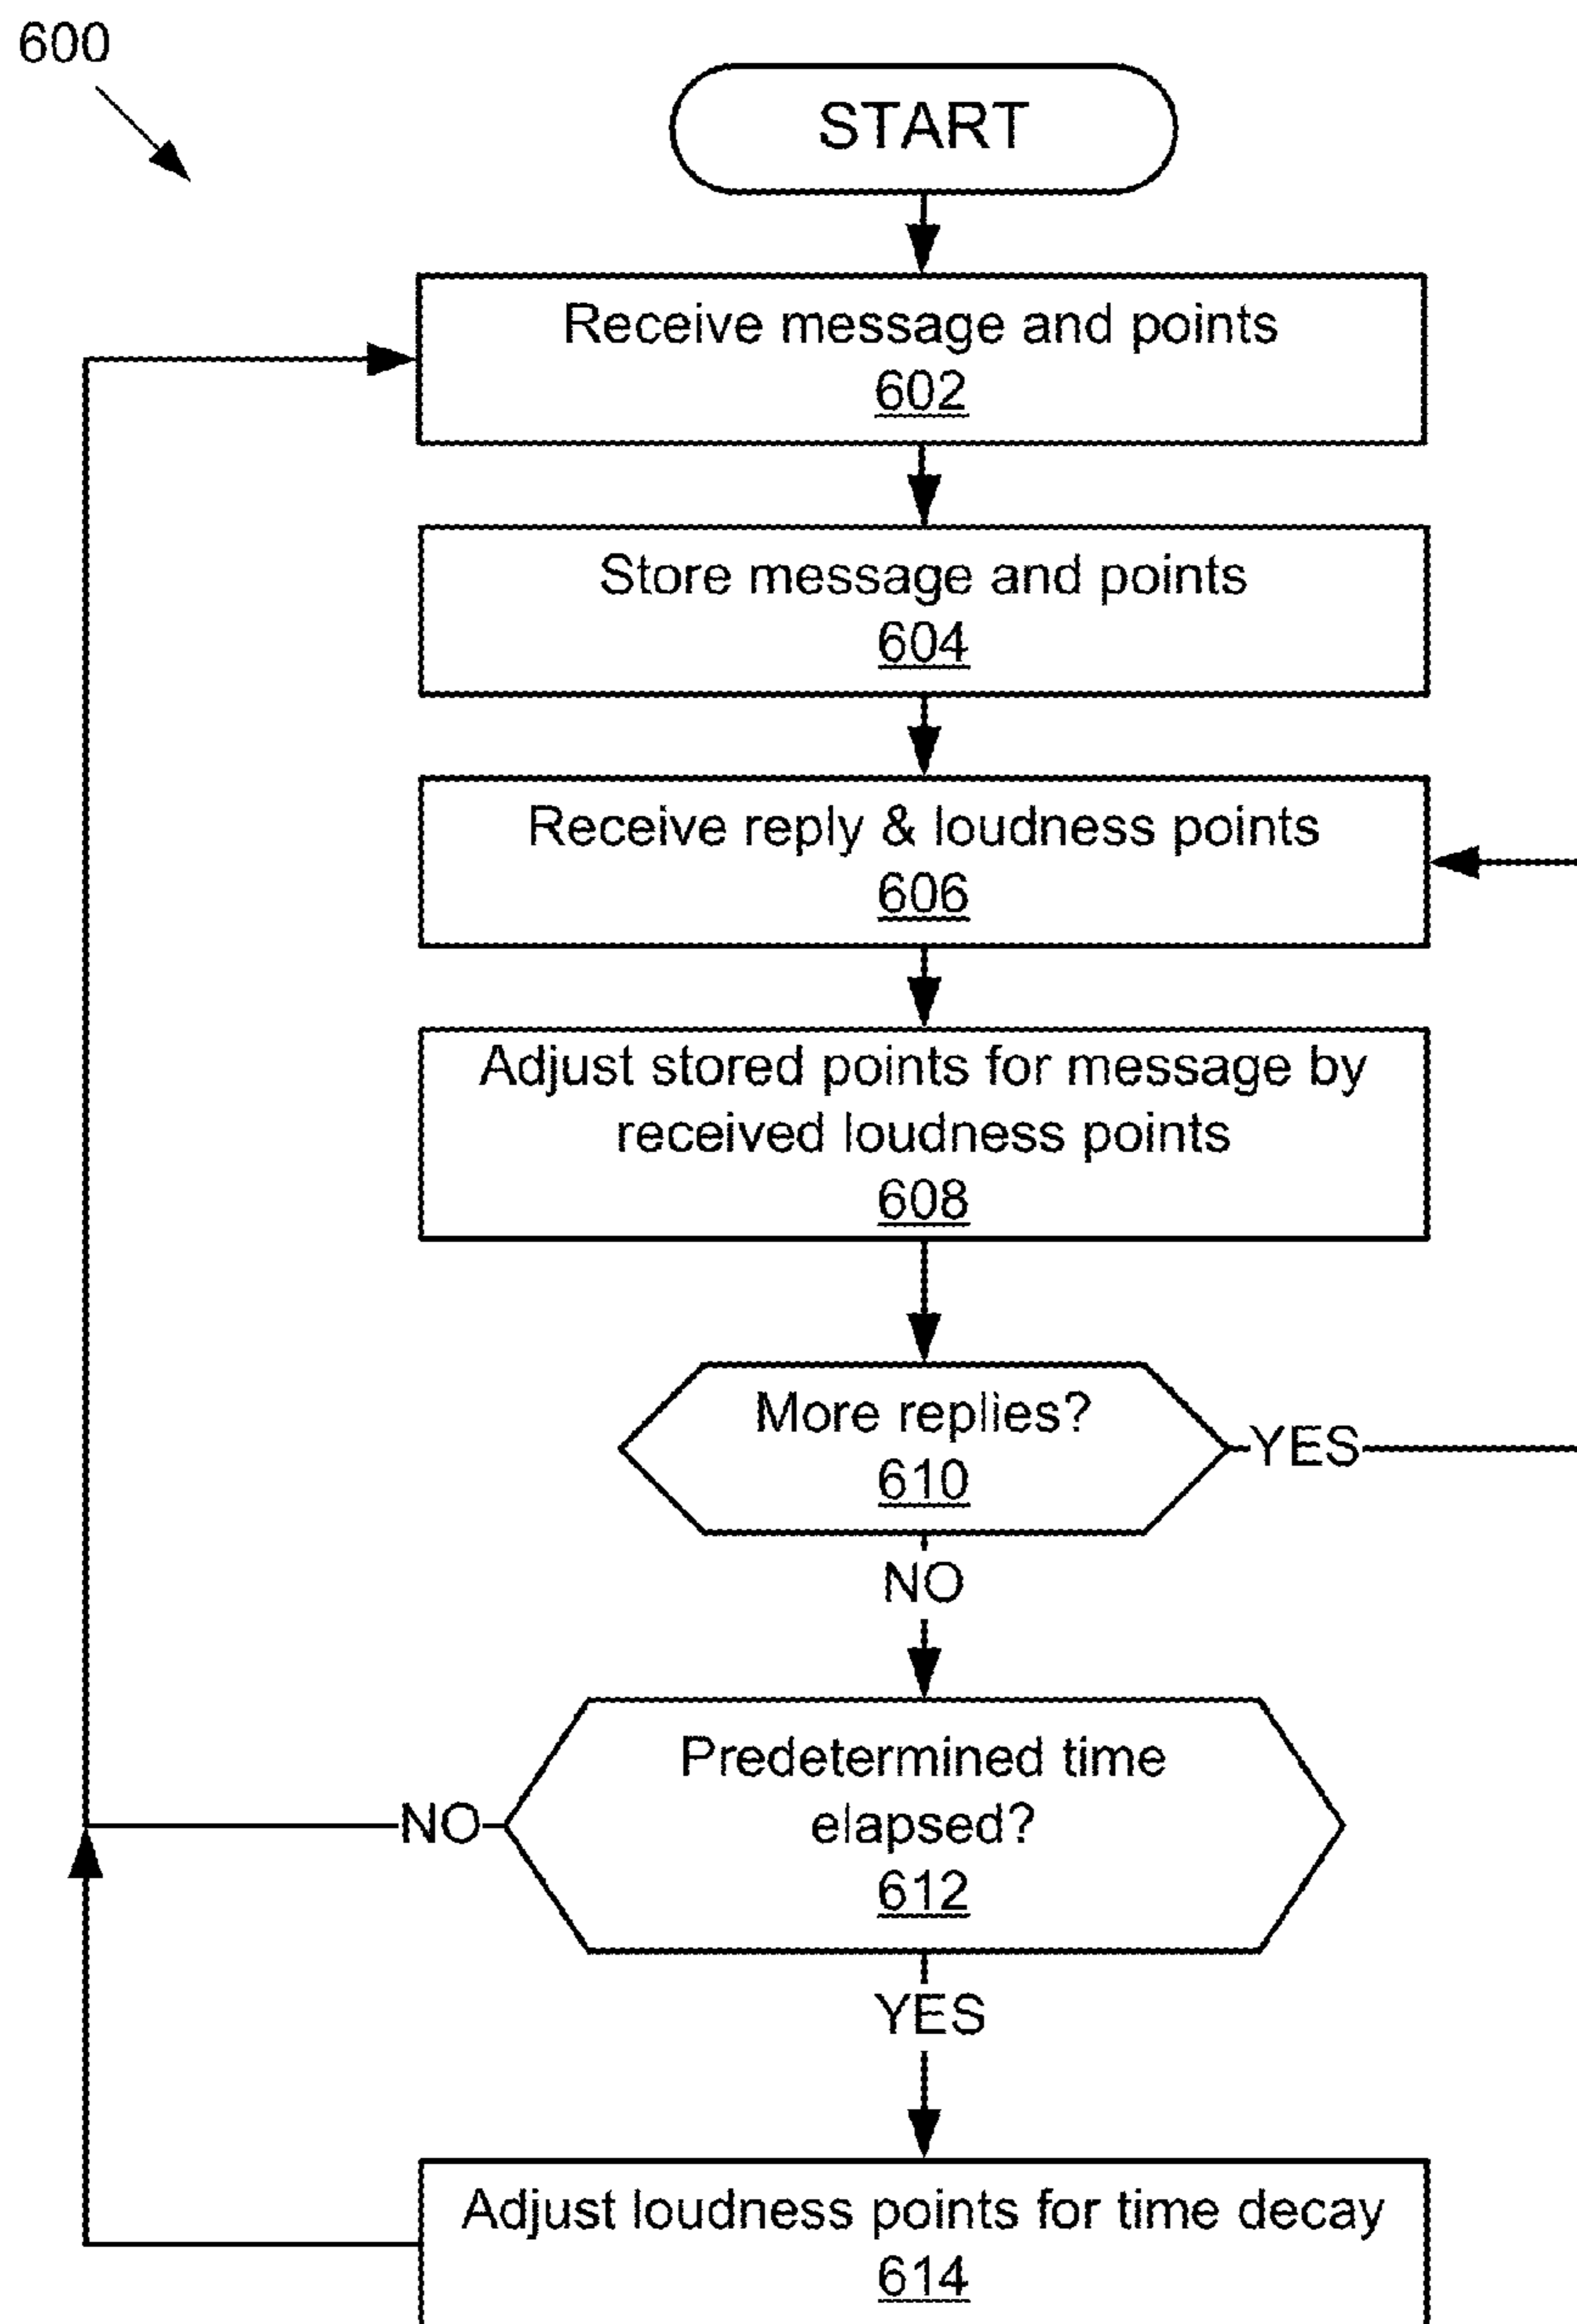 600
START
Receive message and points
602
Store message and points
604
Receive reply & loudness points
606
Adjust stored points for message by
received loudness points
608
More replies?
610
YES
NO
Predetermined time
elapsed?
612
NO
YES
Adjust loudness points for time decay
614